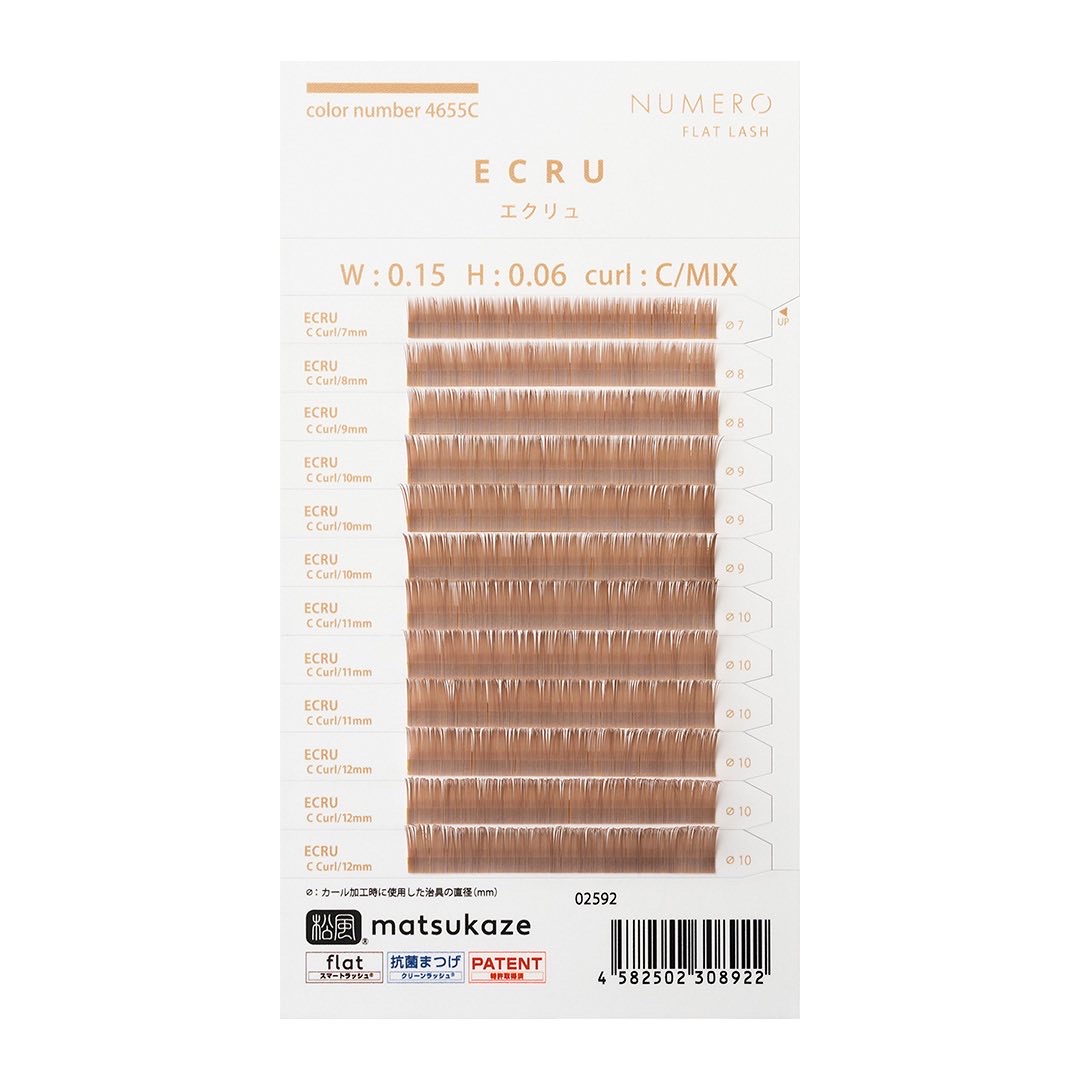 color number 4655C
NUMERO
FLAT LASH
ECRU
エクリュ
W : 0.15 H : 0.06 curl : C/MIX
ECRU
C Curl/7mm
⌀ 7
UP
ECRU
C Curl/8mm
⌀ 8
ECRU
C Curl/9mm
⌀ 8
ECRU
C Curl/10mm
⌀ 9
ECRU
C Curl/10mm
⌀ 9
ECRU
C Curl/10mm
⌀ 9
ECRU
C Curl/11mm
⌀ 10
ECRU
C Curl/11mm
⌀ 10
ECRU
C Curl/11mm
⌀ 10
ECRU
C Curl/12mm
⌀ 10
ECRU
C Curl/12mm
⌀ 10
ECRU
C Curl/12mm
⌀ 10
⌀：カール加工時に使用した治具の直径(mm)
02592
松風® matsukaze
flat
スマートラッシュ®
抗菌まつげ
クリーンラッシュ®
PATENT
特許取得済
4 582502 308922